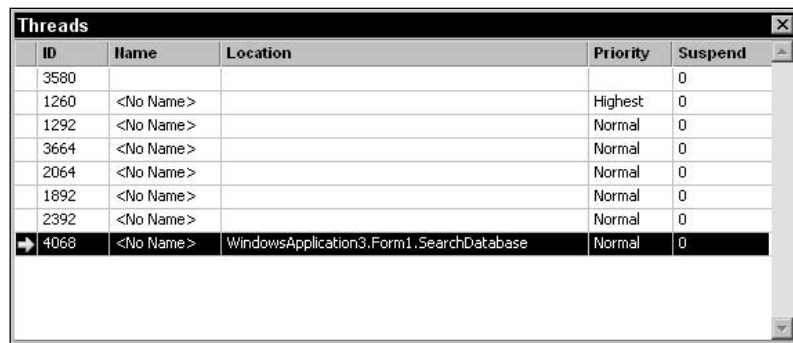 Threads
ID Name Location Priority Suspend
3580 0
1260 <No Name> Highest 0
1292 <No Name> Normal 0
3664 <No Name> Normal 0
2064 <No Name> Normal 0
1892 <No Name> Normal 0
2392 <No Name> Normal 0
4068 <No Name> WindowsApplication3.Form1.SearchDatabase Normal 0